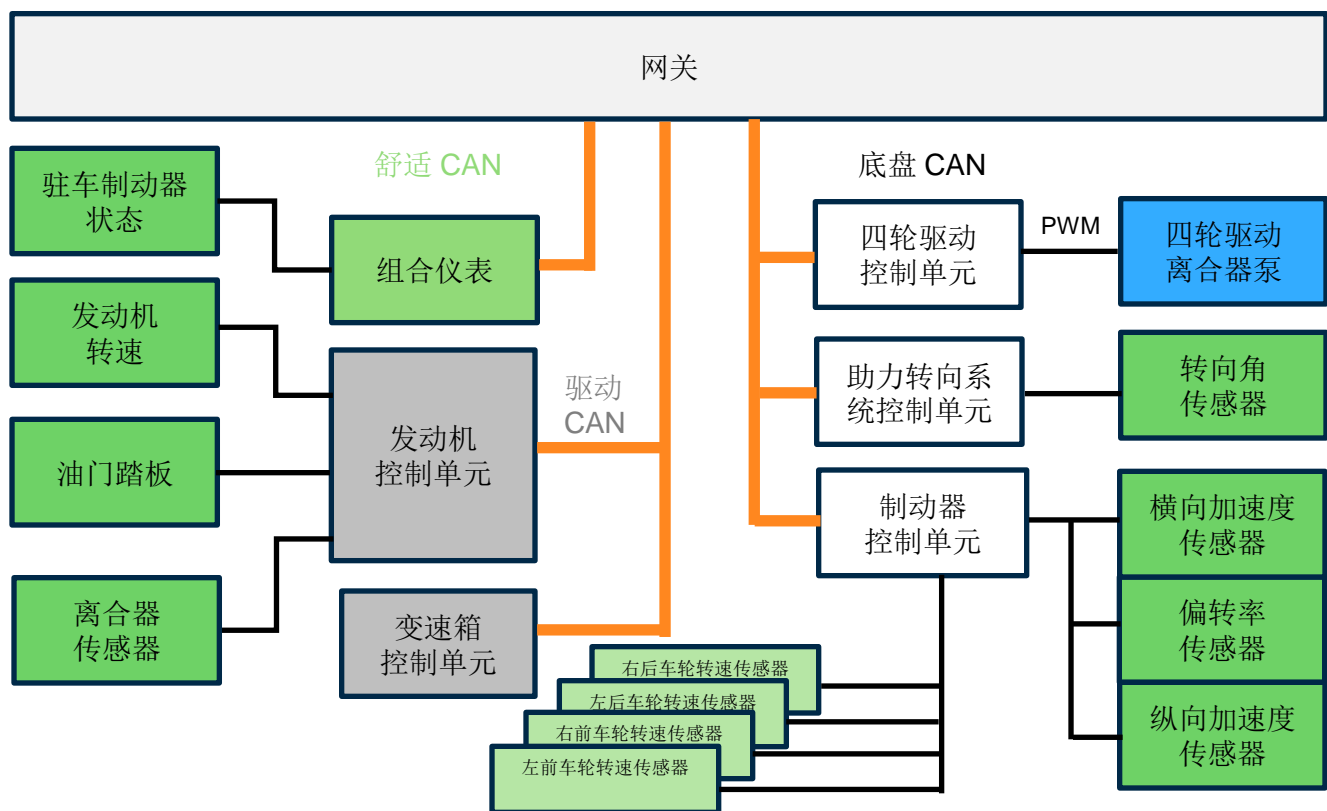 网关
舒适 CAN
底盘 CAN
驻车制动器
状态
组合仪表
四轮驱动
控制单元
PWM
四轮驱动
离合器泵
发动机
转速
发动机
控制单元
驱动
CAN
助力转向系
统控制单元
转向角
传感器
油门踏板
制动器
控制单元
横向加速度
传感器
离合器
传感器
变速箱
控制单元
偏转率
传感器
右后车轮转速传感器
左后车轮转速传感器
右前车轮转速传感器
左前车轮转速传感器
纵向加速度
传感器